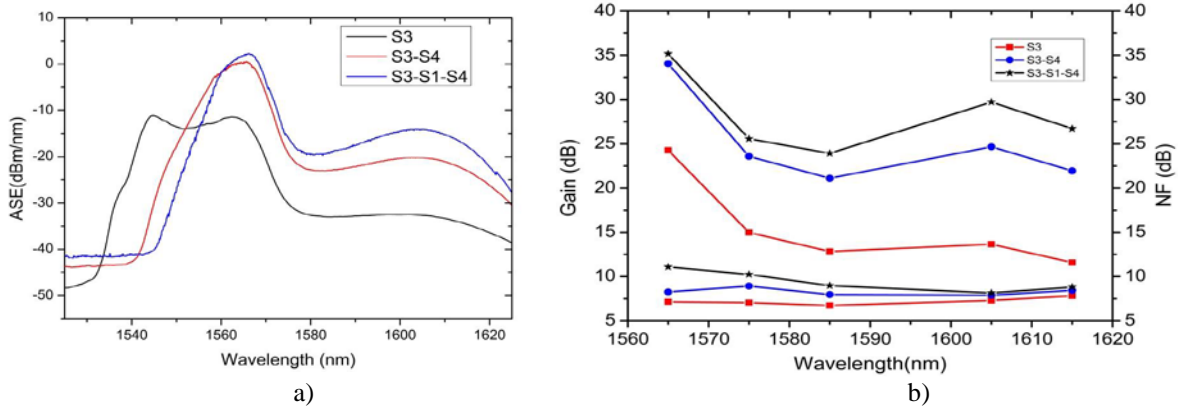 10
0
-10
-20
-30
-40
-50
ASE(dBm/nm)
S3
S3-S4
S3-S1-S4
1540
1560
1580
1600
1620
Wavelength (nm)
a)
40
35
30
25
20
15
10
5
Gain (dB)
S3
S3-S4
S3-S1-S4
40
35
30
25
20
15
10
5
NF (dB)
1560
1570
1580
1590
1600
1610
1620
Wavelength(nm)
b)